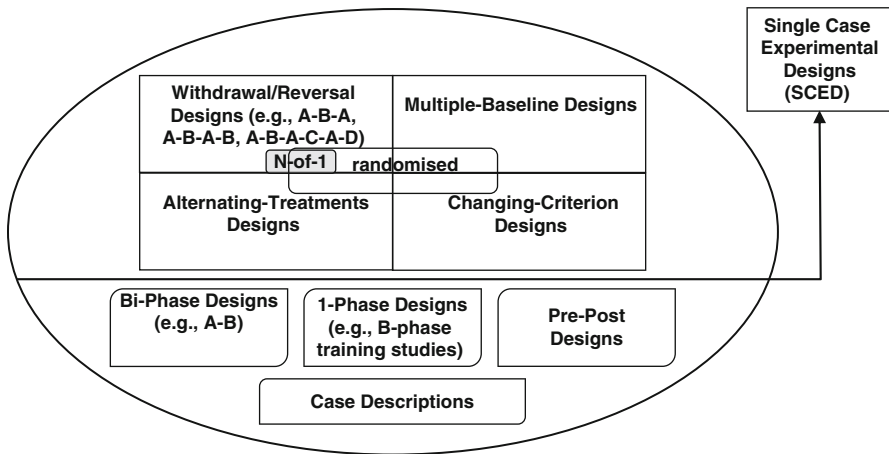 Single Case
Experimental
Designs
(SCED)
Withdrawal/Reversal
Designs (e.g., A-B-A,
A-B-A-B, A-B-A-C-A-D)
Multiple-Baseline Designs
N-of-1
randomised
Alternating-Treatments
Designs
Changing-Criterion
Designs
Bi-Phase Designs
(e.g., A-B)
1-Phase Designs
(e.g., B-phase
training studies)
Pre-Post
Designs
Case Descriptions